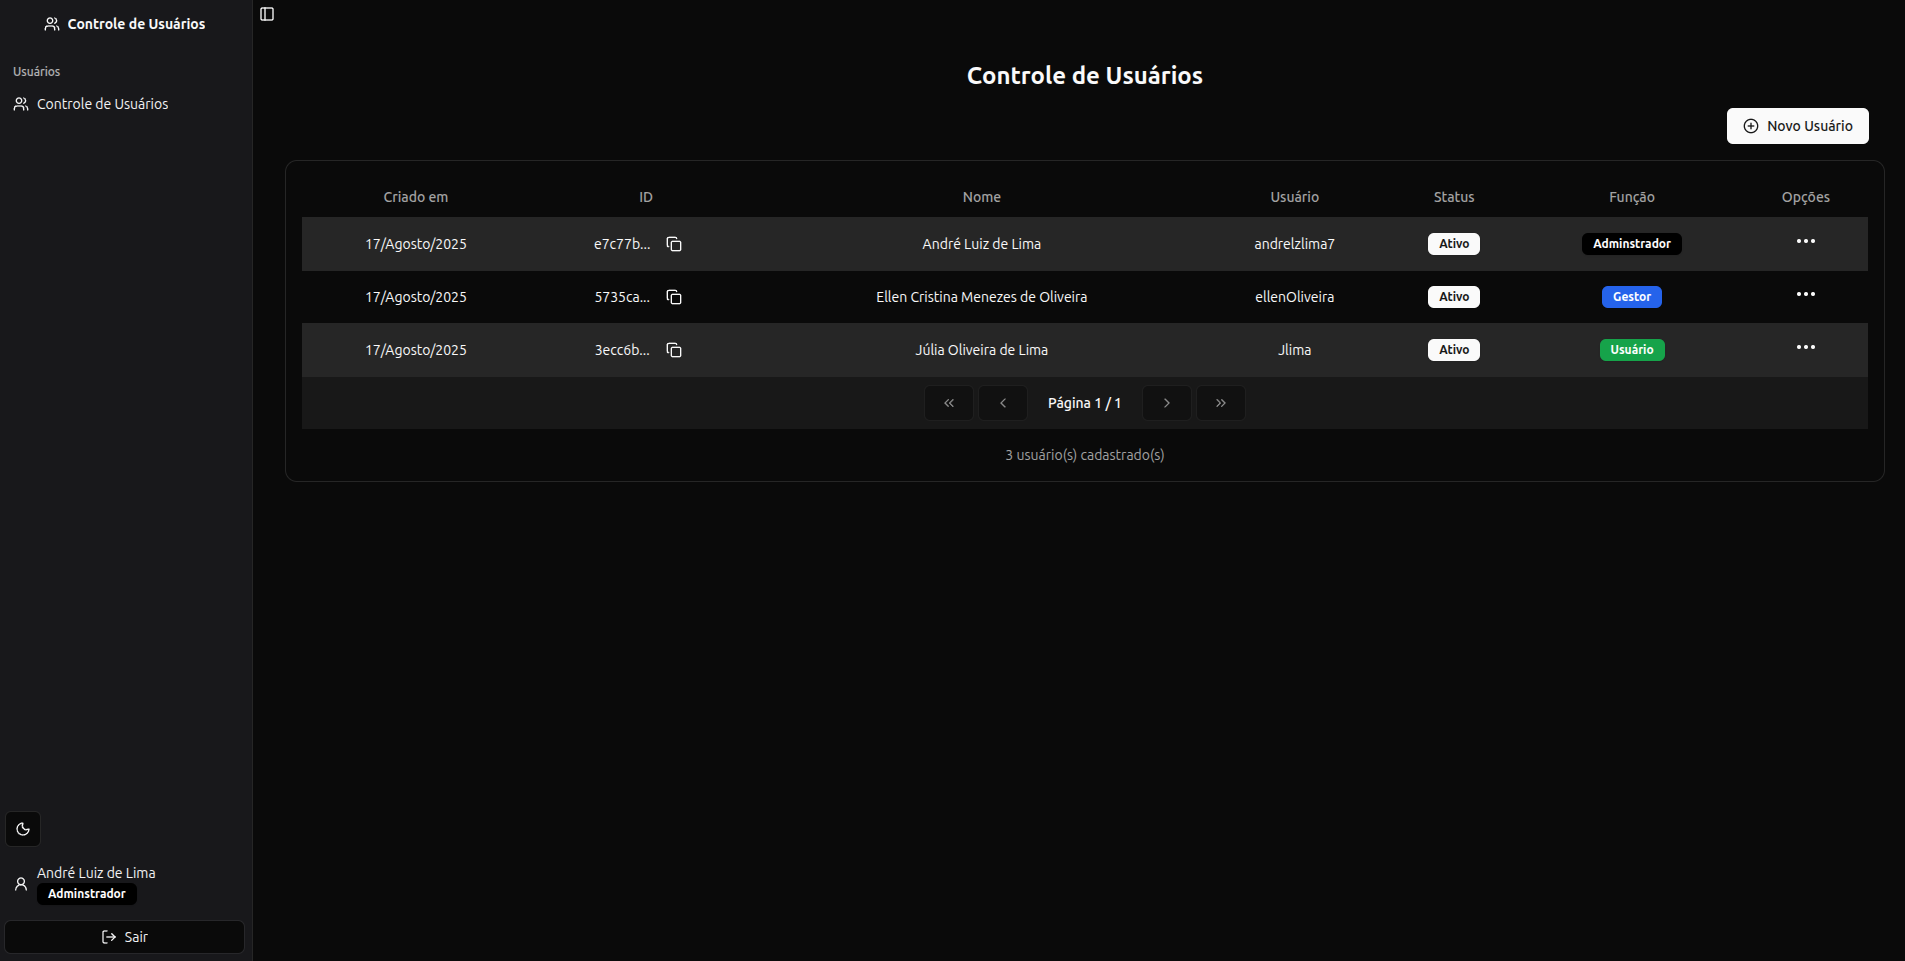 Controle de Usuários
Usuários
Controle de Usuários
Controle de Usuários
Novo Usuário
Criado em ID Nome Usuário Status Função Opções
17/Agosto/2025 e7c77b... André Luiz de Lima andrelzlima7 Ativo Adminstrador
17/Agosto/2025 5735ca... Ellen Cristina Menezes de Oliveira ellenOliveira Ativo Gestor
17/Agosto/2025 3ecc6b... Júlia Oliveira de Lima Jlima Ativo Usuário
Página 1 / 1
3 usuário(s) cadastrado(s)
André Luiz de Lima
Adminstrador
Sair